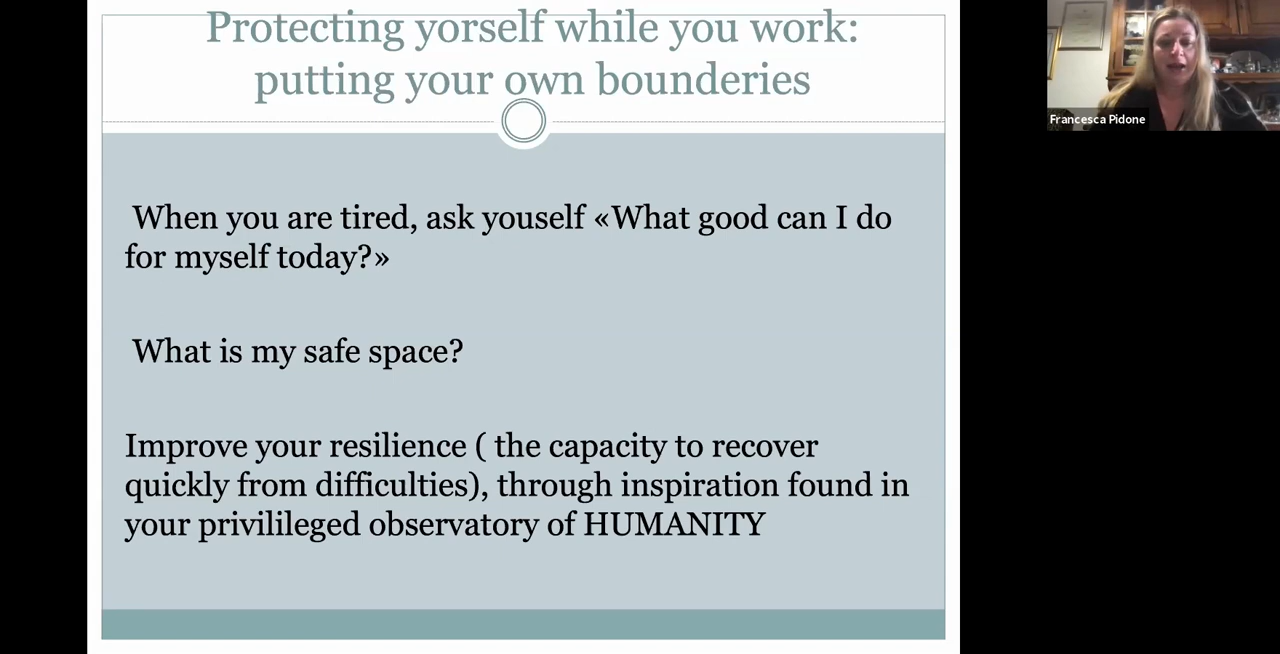 Protecting yorself while you work:
putting your own bounderies
When you are tired, ask youself «What good can I do
for myself today?»
What is my safe space?
Improve your resilience ( the capacity to recover
quickly from difficulties), through inspiration found in
your privilileged observatory of HUMANITY
Francesca Pidone